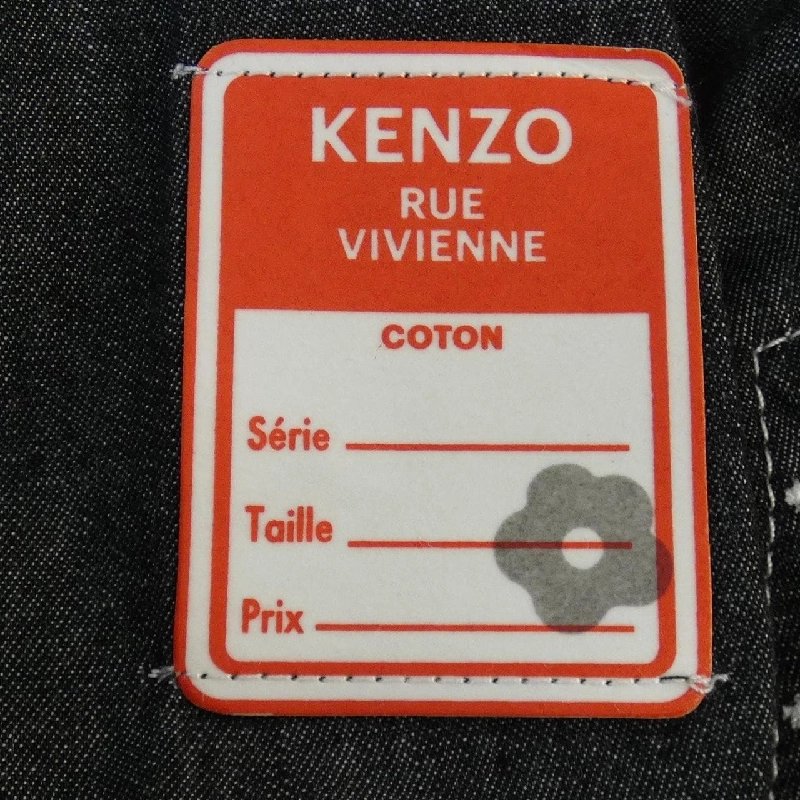 KENZO
RUE
VIVIENNE
COTON
Série
Taille
Prix